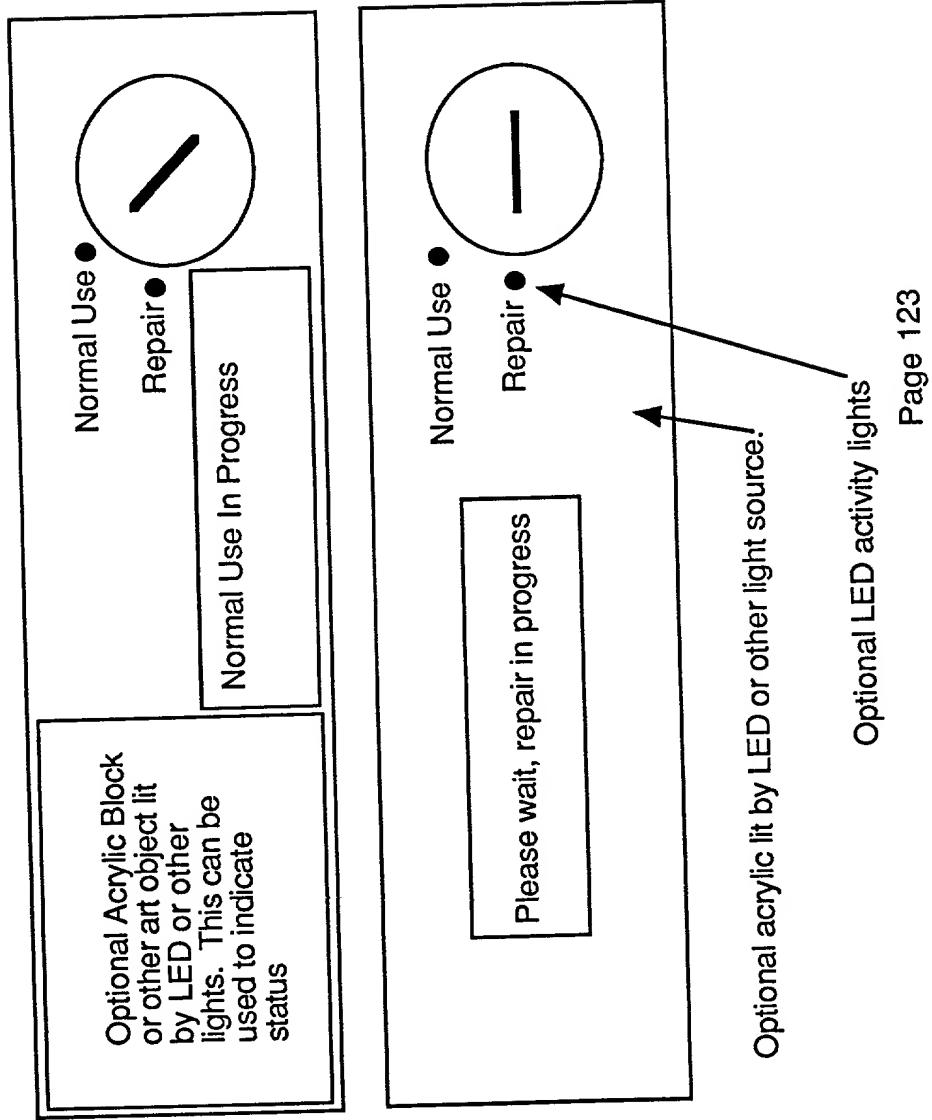 Optional Acrylic Block
or other art object lit
by LED or other
lights. This can be
used to indicate
status
Normal Use
Repair
Normal Use In Progress
Normal Use
Repair
Please wait, repair in progress
Optional acrylic lit by LED or other light source.
Optional LED activity lights
Page 123